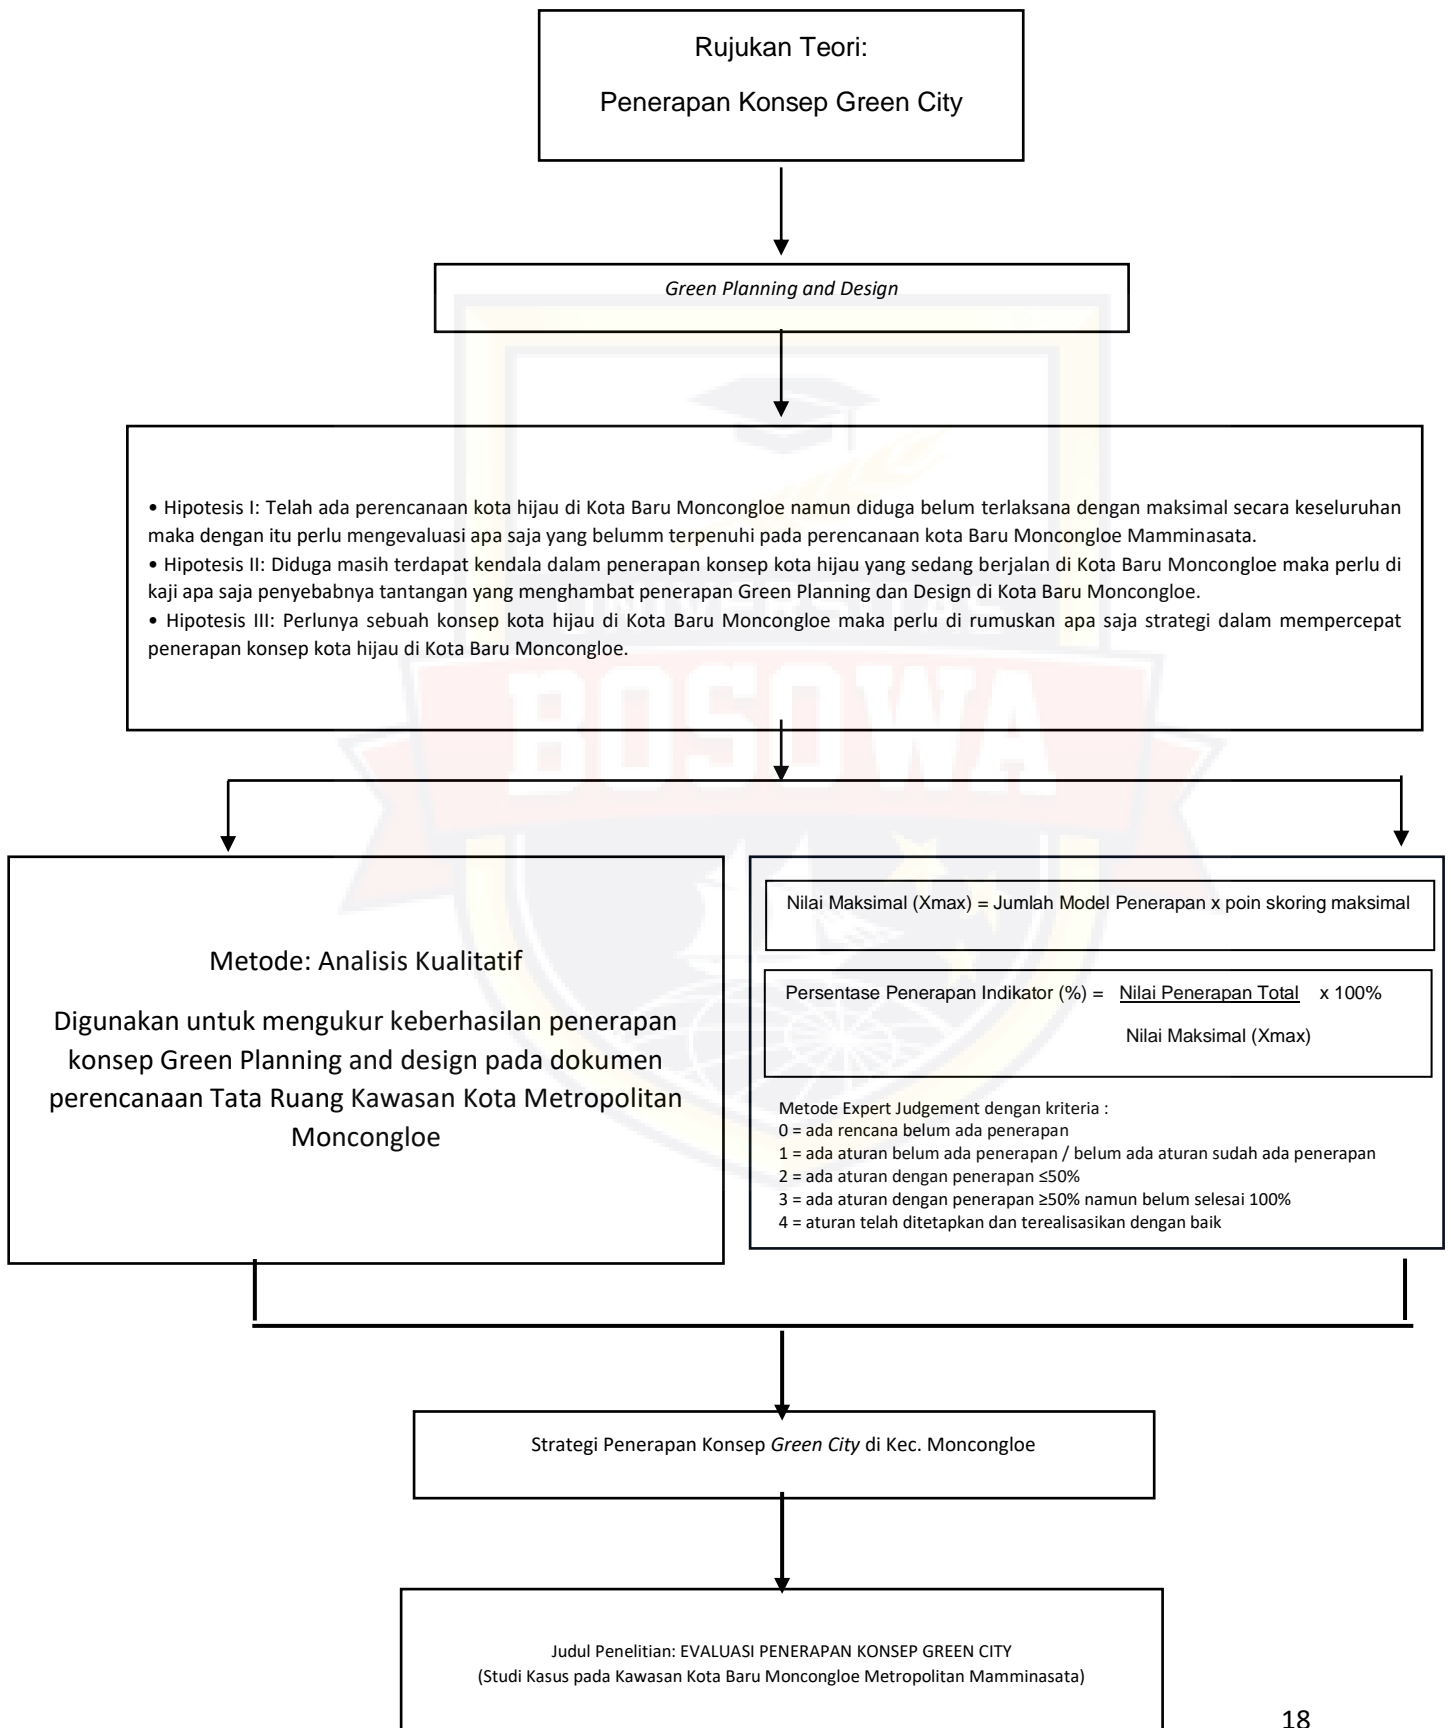 Rujukan Teori:
Penerapan Konsep Green City
Green Planning and Design
• Hipotesis I: Telah ada perencanaan kota hijau di Kota Baru Moncongloe namun diduga belum terlaksana dengan maksimal secara keseluruhan
maka dengan itu perlu mengevaluasi apa saja yang belumm terpenuhi pada perencanaan kota Baru Moncongloe Mamminasata.
• Hipotesis II: Diduga masih terdapat kendala dalam penerapan konsep kota hijau yang sedang berjalan di Kota Baru Moncongloe maka perlu di
kaji apa saja penyebabnya tantangan yang menghambat penerapan Green Planning dan Design di Kota Baru Moncongloe.
• Hipotesis III: Perlunya sebuah konsep kota hijau di Kota Baru Moncongloe maka perlu di rumuskan apa saja strategi dalam mempercepat
penerapan konsep kota hijau di Kota Baru Moncongloe.
UNIVERSITAS
BOSOWA
Metode: Analisis Kualitatif
Digunakan untuk mengukur keberhasilan penerapan
konsep Green Planning and design pada dokumen
perencanaan Tata Ruang Kawasan Kota Metropolitan
Moncongloe
Nilai Maksimal (Xmax) = Jumlah Model Penerapan x poin skoring maksimal
Persentase Penerapan Indikator (%) = Nilai Penerapan Total x 100%
Nilai Maksimal (Xmax)
Metode Expert Judgement dengan kriteria :
0 = ada rencana belum ada penerapan
1 = ada aturan belum ada penerapan / belum ada aturan sudah ada penerapan
2 = ada aturan dengan penerapan ≤50%
3 = ada aturan dengan penerapan ≥50% namun belum selesai 100%
4 = aturan telah ditetapkan dan terealisasikan dengan baik
Strategi Penerapan Konsep Green City di Kec. Moncongloe
Judul Penelitian: EVALUASI PENERAPAN KONSEP GREEN CITY
(Studi Kasus pada Kawasan Kota Baru Moncongloe Metropolitan Mamminasata)
18